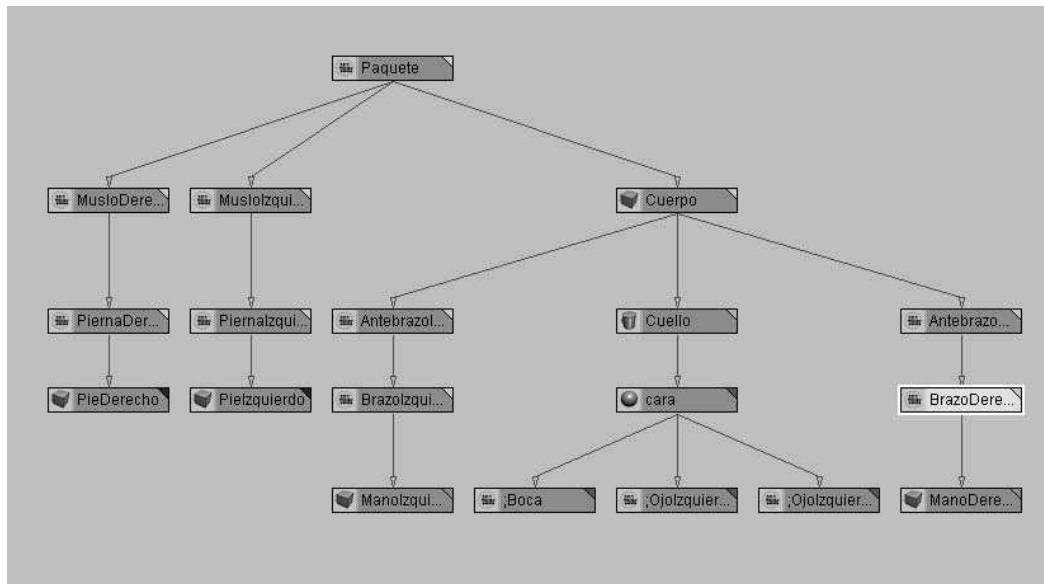 Paquete
MusloDere...
MusloIzqui...
Cuerpo
PiernaDer...
PiernaIzqui...
AntebrazoI...
Cuello
Antebrazo...
PieDerecho
PieIzquierdo
BrazoIzqui...
cara
BrazoDere...
ManoIzqui...
;Boca
;OjoIzquier...
;OjoIzquier...
ManoDere...